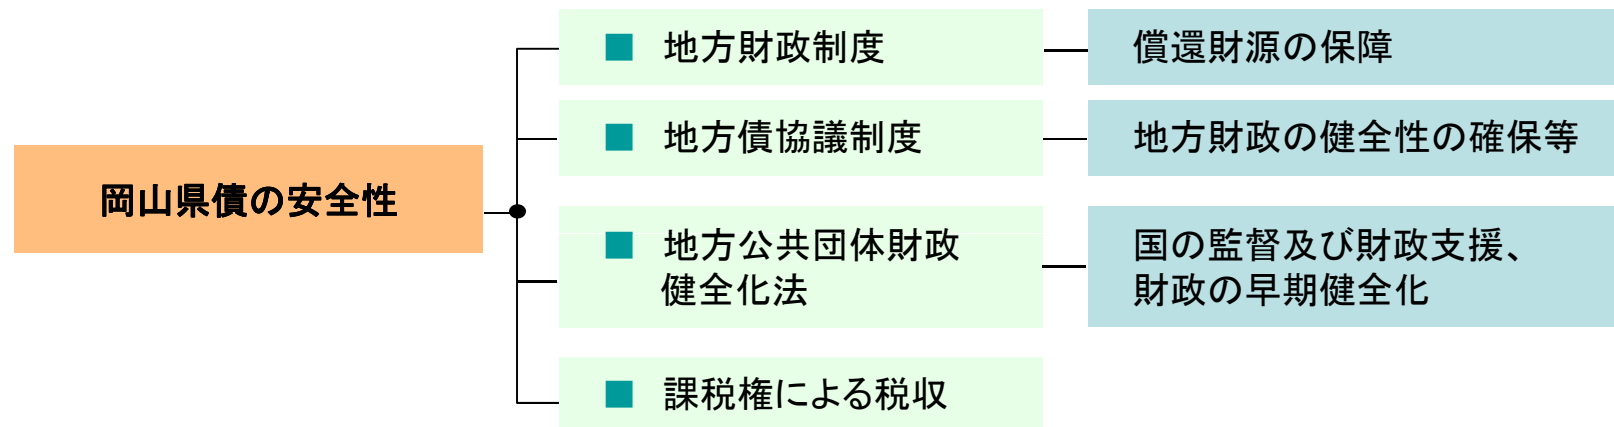 岡山県債の安全性
■ 地方財政制度
償還財源の保障
■ 地方債協議制度
地方財政の健全性の確保等
■ 地方公共団体財政
健全化法
国の監督及び財政支援、
財政の早期健全化
■ 課税権による税収